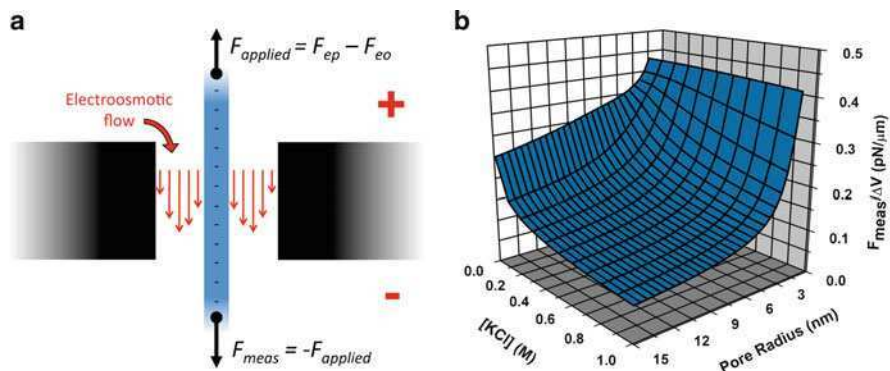 a
F_applied = F_ep – F_eo
Electroosmotic
flow
+
-
F_meas = -F_applied
b
0.5
0.4
0.3
0.2
0.1
0.0
F_meas/ΔV (pN/μm)
0.0
0.2
0.4
0.6
0.8
1.0
[KCl] (M)
15
12
9
6
3
Pore Radius (nm)